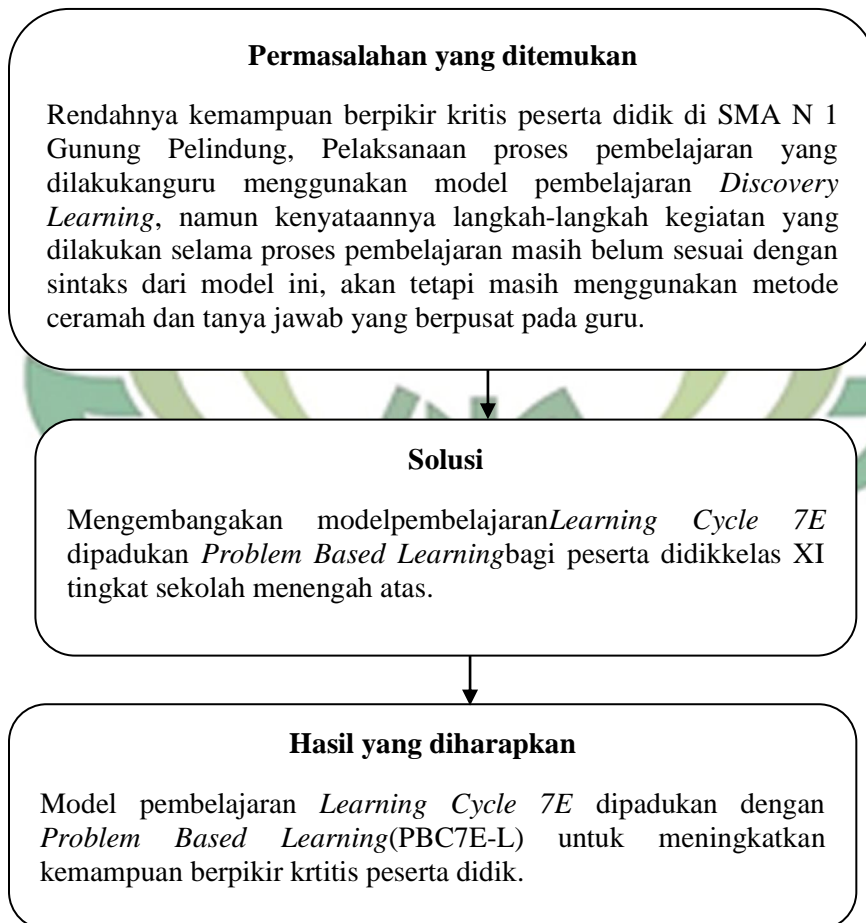 Permasalahan yang ditemukan
Rendahnya kemampuan berpikir kritis peserta didik di SMA N 1
Gunung Pelindung, Pelaksanaan proses pembelajaran yang
dilakukanguru menggunakan model pembelajaran Discovery
Learning, namun kenyataannya langkah-langkah kegiatan yang
dilakukan selama proses pembelajaran masih belum sesuai dengan
sintaks dari model ini, akan tetapi masih menggunakan metode
ceramah dan tanya jawab yang berpusat pada guru.
Solusi
Mengembangakan modelpembelajaranLearning Cycle 7E
dipadukan Problem Based Learningbagi peserta didikkelas XI
tingkat sekolah menengah atas.
Hasil yang diharapkan
Model pembelajaran Learning Cycle 7E dipadukan dengan
Problem Based Learning(PBC7E-L) untuk meningkatkan
kemampuan berpikir krtitis peserta didik.